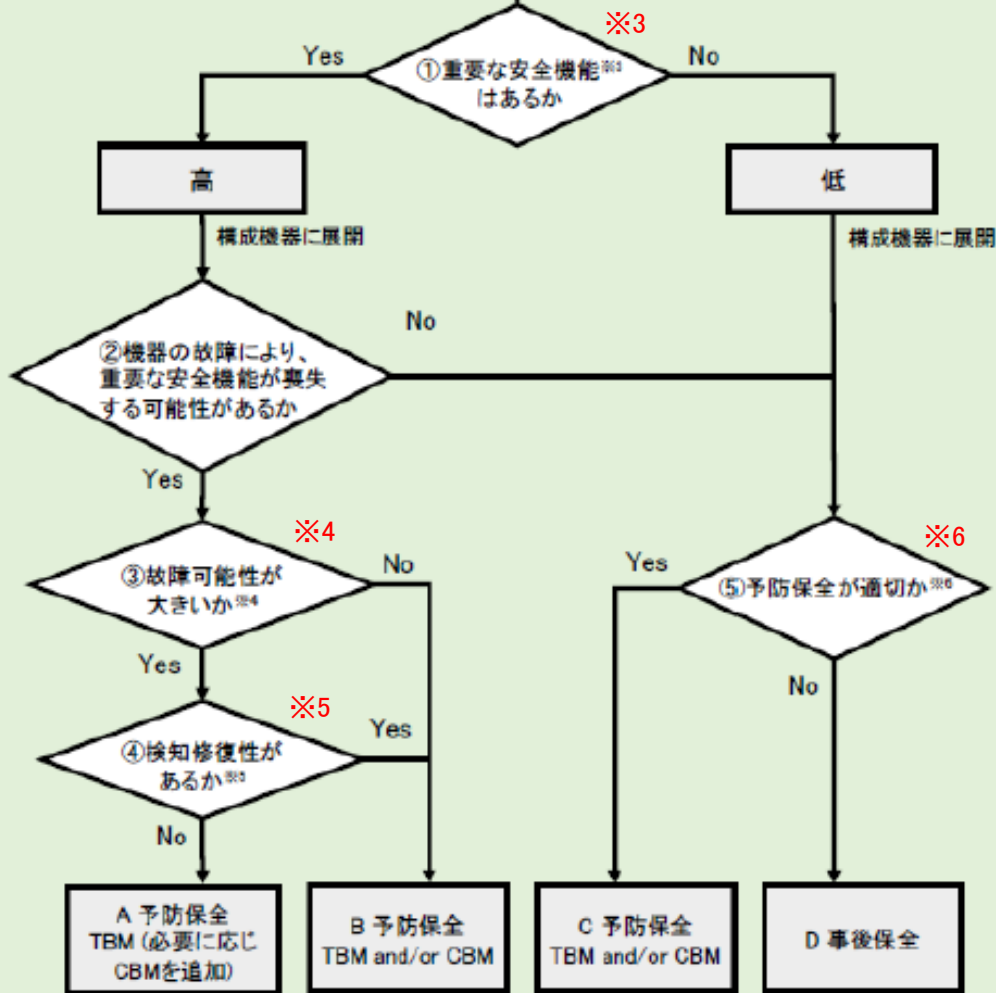 ※3
Yes
No
①重要な安全機能※3
はあるか
高
低
構成機器に展開
構成機器に展開
No
②機器の故障により、
重要な安全機能が喪失
する可能性があるか
Yes
※4
※6
③故障可能性が
大きいか※4
No
Yes
⑤予防保全が適切か※6
Yes
※5
No
④検知修復性が
あるか※5
Yes
No
A 予防保全
TBM (必要に応じ
CBMを追加)
B 予防保全
TBM and/or CBM
C 予防保全
TBM and/or CBM
D 事後保全